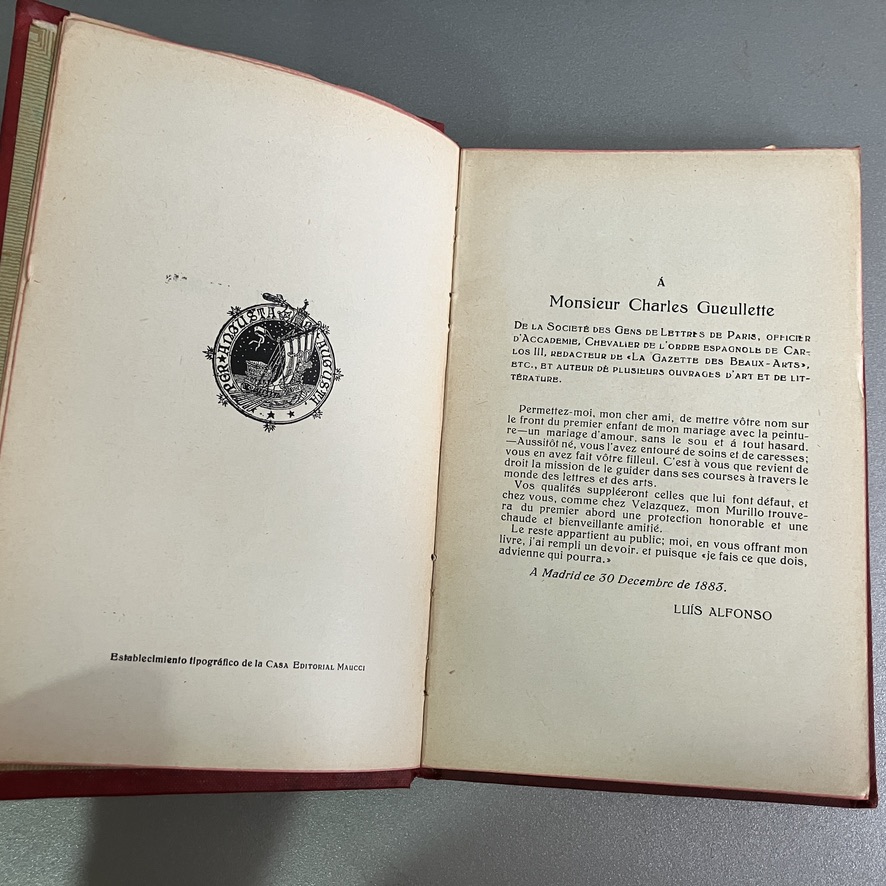 PER ANGUSTA AD AUGUSTA
Establecimiento tipográfico de la CASA EDITORIAL MAUCCI
Á
Monsieur Charles Gueullette
DE LA SOCIETÉ DES GENS DE LETTRES DE PARIS, OFFICIER
D'ACCADEMIE, CHEVALIER DE L'ORDRE ESPAGNOLE DE CAR-
LOS III, REDACTEUR DE «LA GAZETTE DES BEAUX-ARTS»,
ETC., ET AUTEUR DÉ PLUSIEURS OUVRAGES D'ART ET DE LIT-
TÉRATURE.
Permettez-moi, mon cher ami, de mettre vôtre nom sur
le front du premier enfant de mon mariage avec la peintu-
re—un mariage d'amour. sans le sou et á tout hasard.
—Aussitôt né, vous l'avez entouré de soins et de caresses;
vous en avez fait vôtre filleul. C'est à vous que revient de
droit la mission de le guider dans ses courses à travers le
monde des lettres et des arts.
Vos qualités suppléeront celles que lui font défaut, et
chez vous, comme chez Velazquez, mon Murillo trouve-
ra du premier abord une protection honorable et une
chaude et bienveillante amitié.
Le reste appartient au public; moi, en vous offrant mon
livre, j'ai rempli un devoir. et puisque «je fais ce que dois,
advienne qui pourra.»
A Madrid ce 30 Decembre de 1883.
LUÍS ALFONSO